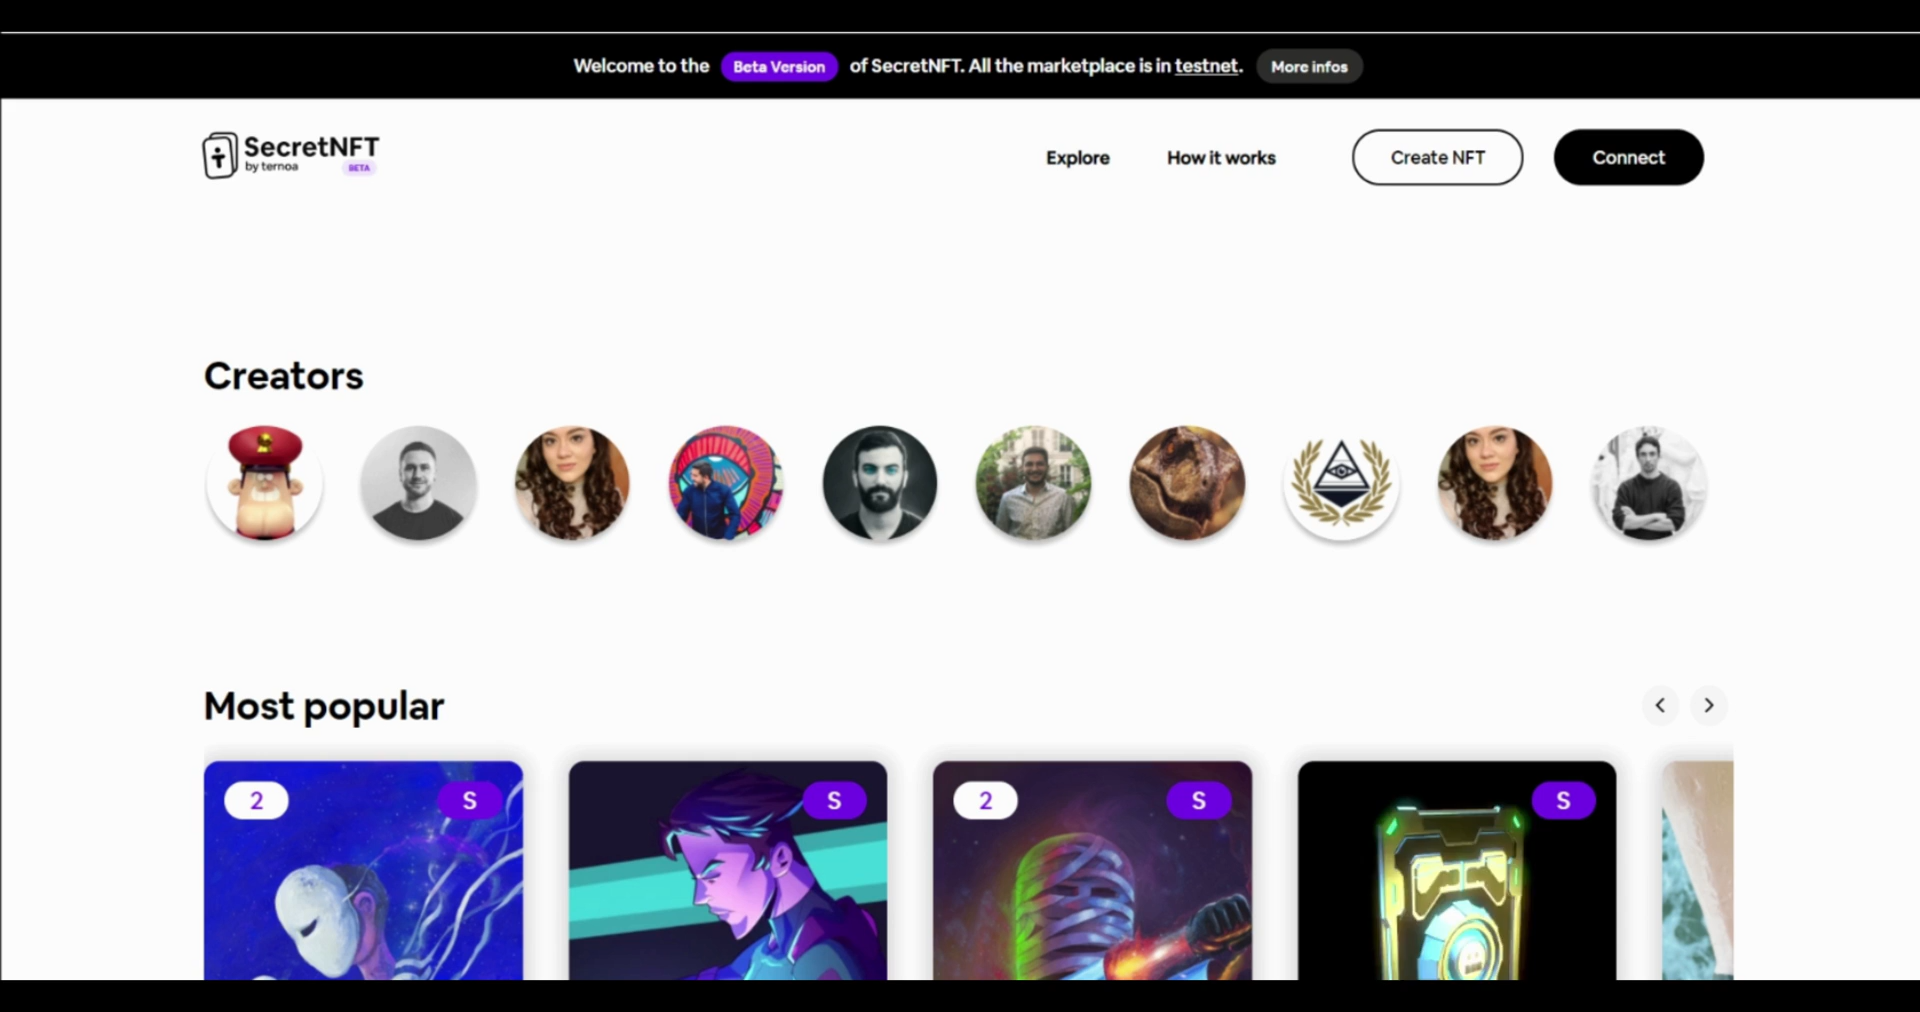 Welcome to the Beta Version of SecretNFT. All the marketplace is in testnet. More infos
SecretNFT
by ternoa BETA
Explore How it works Create NFT Connect
Creators
Most popular
2 S S 2 S S